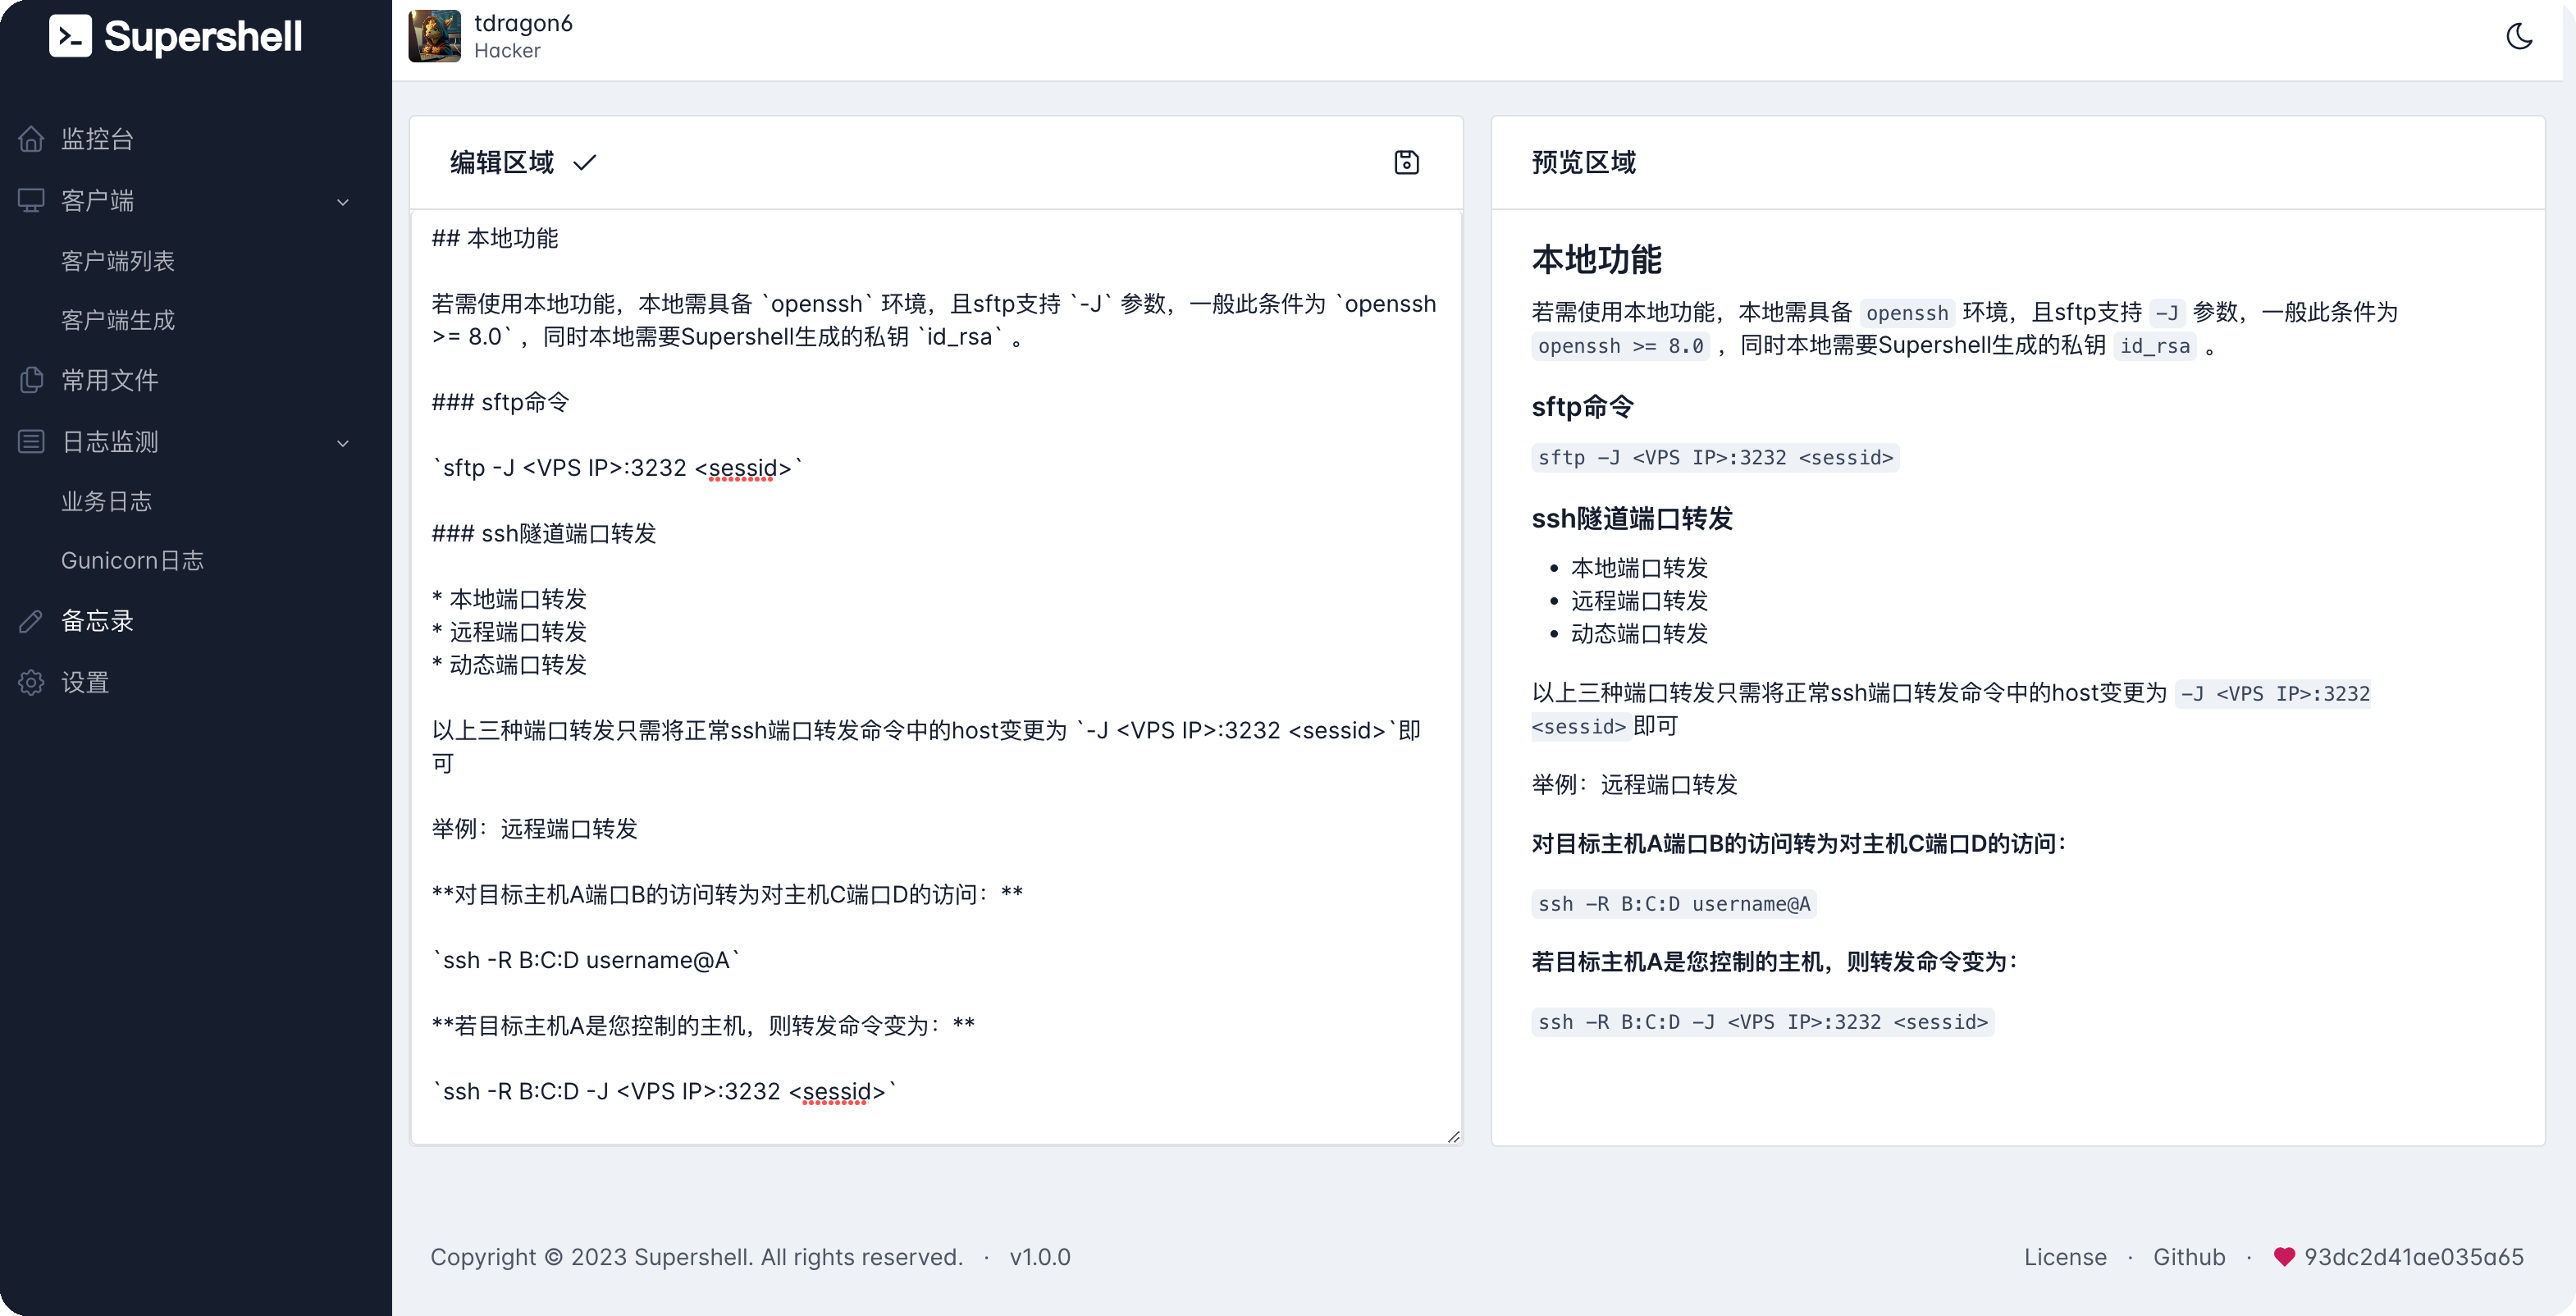 Supershell
tdragon6
Hacker
监控台
客户端
客户端列表
客户端生成
常用文件
日志监测
业务日志
Gunicorn日志
备忘录
设置
编辑区域
## 本地功能
若需使用本地功能，本地需具备 `openssh` 环境，且sftp支持 `-J` 参数，一般此条件为 `openssh
>= 8.0` ，同时本地需要Supershell生成的私钥 `id_rsa` 。
### sftp命令
`sftp -J <VPS IP>:3232 <sessid>`
### ssh隧道端口转发
* 本地端口转发
* 远程端口转发
* 动态端口转发
以上三种端口转发只需将正常ssh端口转发命令中的host变更为 `-J <VPS IP>:3232 <sessid>`即
可
举例：远程端口转发
**对目标主机A端口B的访问转为对主机C端口D的访问：**
`ssh -R B:C:D username@A`
**若目标主机A是您控制的主机，则转发命令变为：**
`ssh -R B:C:D -J <VPS IP>:3232 <sessid>`
预览区域
本地功能
若需使用本地功能，本地需具备 openssh 环境，且sftp支持 -J 参数，一般此条件为
openssh >= 8.0 ，同时本地需要Supershell生成的私钥 id_rsa 。
sftp命令
sftp -J <VPS IP>:3232 <sessid>
ssh隧道端口转发
• 本地端口转发
• 远程端口转发
• 动态端口转发
以上三种端口转发只需将正常ssh端口转发命令中的host变更为 -J <VPS IP>:3232
<sessid>即可
举例：远程端口转发
对目标主机A端口B的访问转为对主机C端口D的访问：
ssh -R B:C:D username@A
若目标主机A是您控制的主机，则转发命令变为：
ssh -R B:C:D -J <VPS IP>:3232 <sessid>
Copyright © 2023 Supershell. All rights reserved. · v1.0.0
License · Github · ♥ 93dc2d41ae035a65